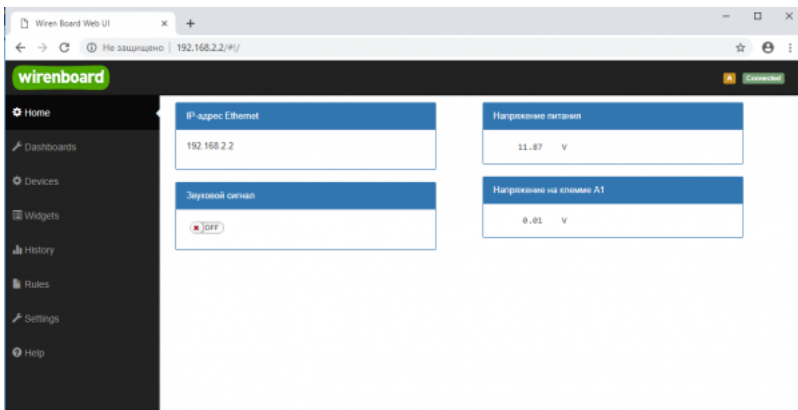 Wiren Board Web UI
Не защищено | 192.168.2.2/#!/
wirenboard
A Connected
Home
Dashboards
Devices
Widgets
History
Rules
Settings
Help
IP-адрес Ethernet
192.168.2.2
Звуковой сигнал
OFF
Напряжение питания
11.87 V
Напряжение на клемме A1
0.01 V